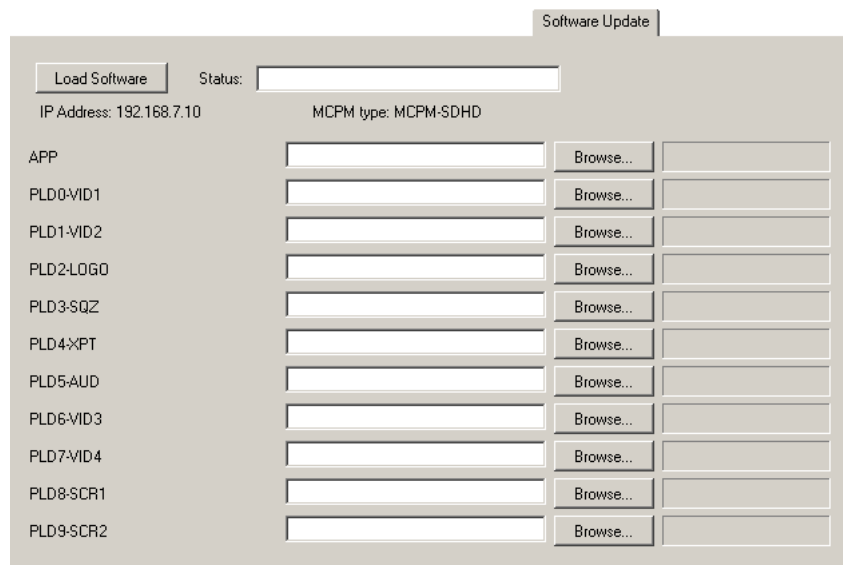 Software Update
Load Software Status:
IP Address: 192.168.7.10 MCPM type: MCPM-SDHD
APP Browse...
PLD0-VID1 Browse...
PLD1-VID2 Browse...
PLD2-LOGO Browse...
PLD3-SQZ Browse...
PLD4-XPT Browse...
PLD5-AUD Browse...
PLD6-VID3 Browse...
PLD7-VID4 Browse...
PLD8-SCR1 Browse...
PLD9-SCR2 Browse...